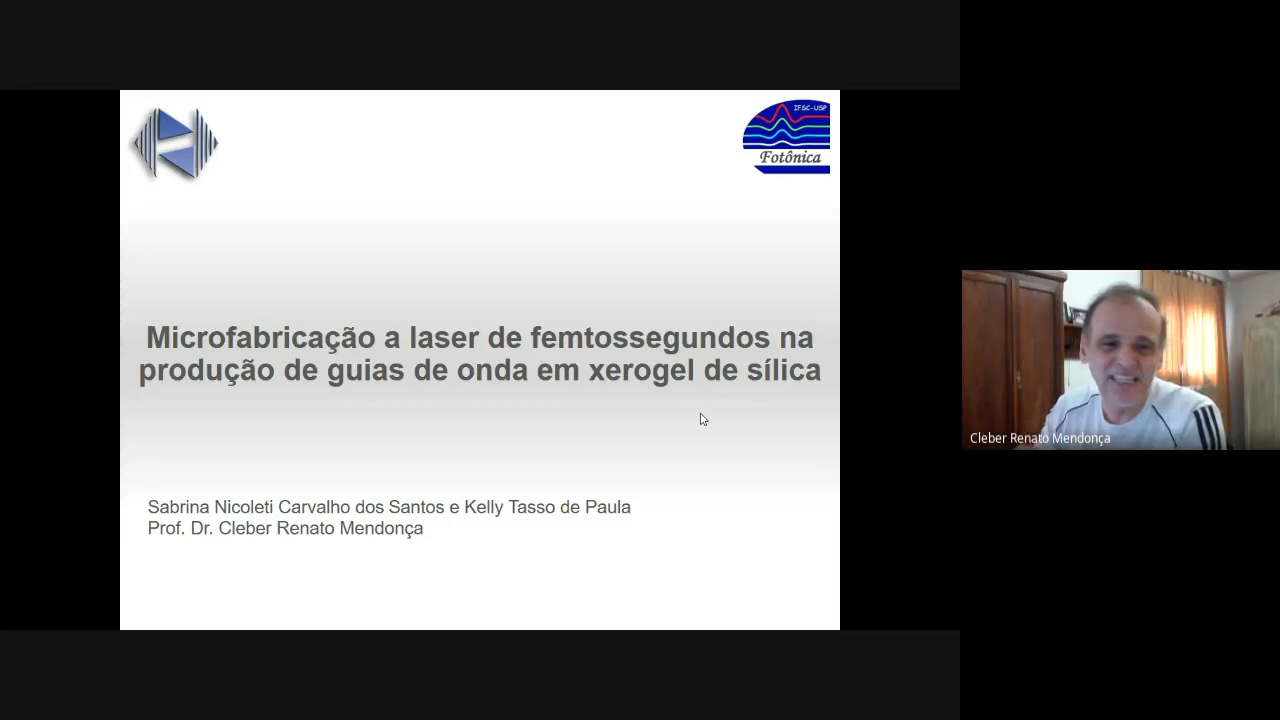 IFSC-USP
Fotônica
Microfabricação a laser de femtossegundos na
produção de guias de onda em xerogel de sílica
Sabrina Nicoleti Carvalho dos Santos e Kelly Tasso de Paula
Prof. Dr. Cleber Renato Mendonça
Cleber Renato Mendonça